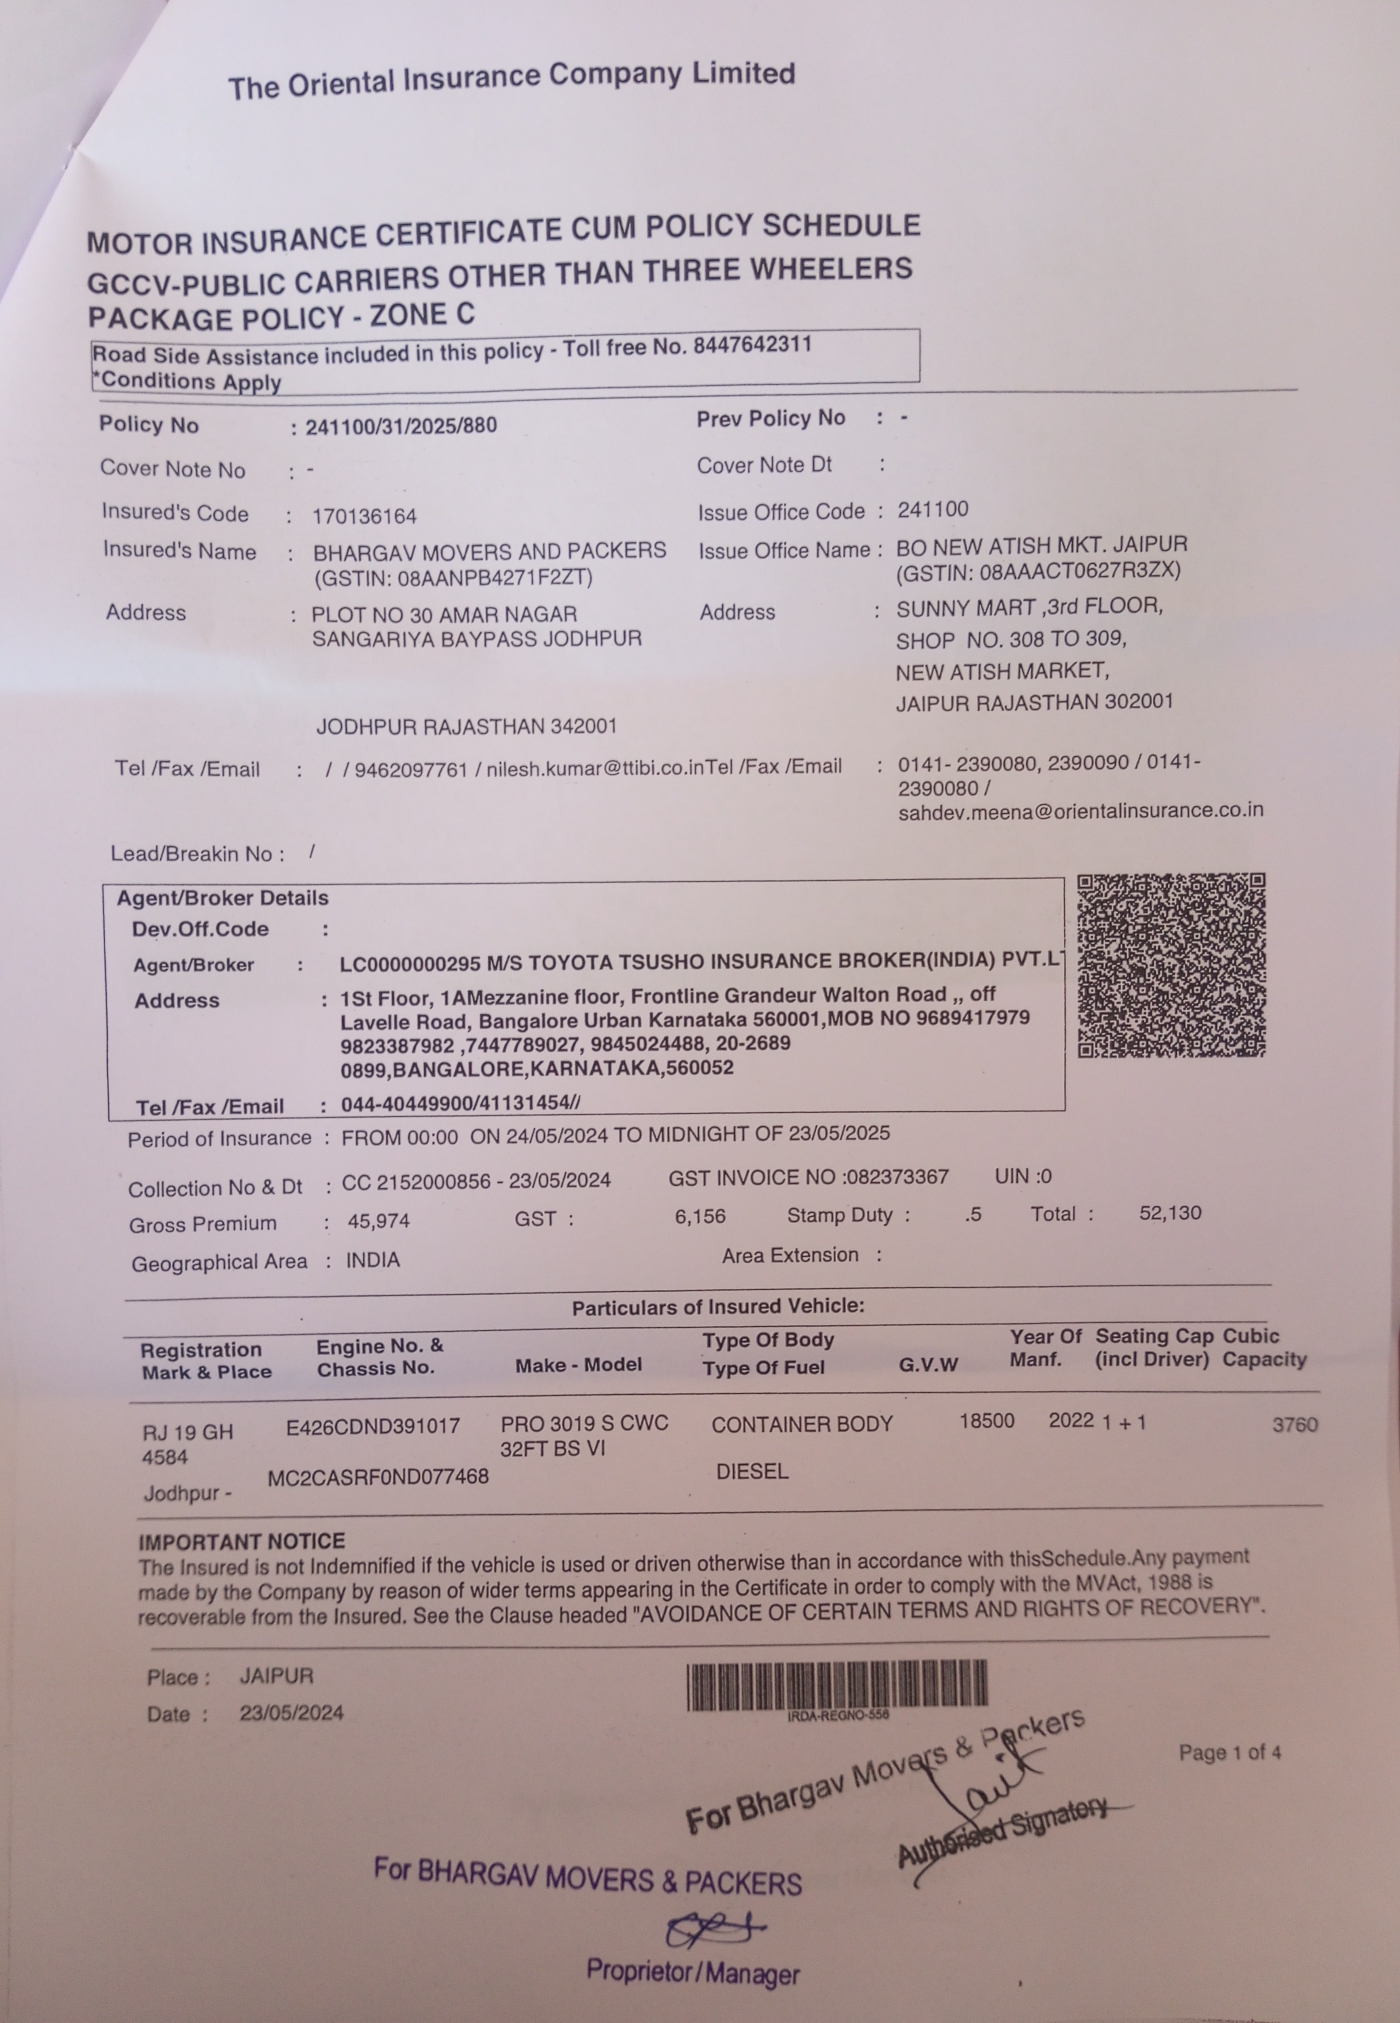 The Oriental Insurance Company Limited
MOTOR INSURANCE CERTIFICATE CUM POLICY SCHEDULE
GCCV-PUBLIC CARRIERS OTHER THAN THREE WHEELERS
PACKAGE POLICY - ZONE C
Road Side Assistance included in this policy - Toll free No. 8447642311
*Conditions Apply
Policy No : 241100/31/2025/880 Prev Policy No : -
Cover Note No : - Cover Note Dt :
Insured's Code : 170136164 Issue Office Code : 241100
Insured's Name : BHARGAV MOVERS AND PACKERS Issue Office Name : BO NEW ATISH MKT. JAIPUR
(GSTIN: 08AANPB4271F2ZT) (GSTIN: 08AAACT0627R3ZX)
Address : PLOT NO 30 AMAR NAGAR Address : SUNNY MART ,3rd FLOOR,
SANGARIYA BAYPASS JODHPUR SHOP NO. 308 TO 309,
NEW ATISH MARKET,
JAIPUR RAJASTHAN 302001
JODHPUR RAJASTHAN 342001
Tel /Fax /Email : / / 9462097761 / nilesh.kumar@ttibi.co.inTel /Fax /Email : 0141- 2390080, 2390090 / 0141-
2390080 /
sahdev.meena@orientalinsurance.co.in
Lead/Breakin No : /
Agent/Broker Details
Dev.Off.Code :
Agent/Broker : LC0000000295 M/S TOYOTA TSUSHO INSURANCE BROKER(INDIA) PVT.LT
Address : 1St Floor, 1AMezzanine floor, Frontline Grandeur Walton Road ,, off
Lavelle Road, Bangalore Urban Karnataka 560001,MOB NO 9689417979
9823387982 ,7447789027, 9845024488, 20-2689
0899,BANGALORE,KARNATAKA,560052
Tel /Fax /Email : 044-40449900/41131454//
Period of Insurance : FROM 00:00 ON 24/05/2024 TO MIDNIGHT OF 23/05/2025
Collection No & Dt : CC 2152000856 - 23/05/2024 GST INVOICE NO :082373367 UIN :0
Gross Premium : 45,974 GST : 6,156 Stamp Duty : .5 Total : 52,130
Geographical Area : INDIA Area Extension :
Particulars of Insured Vehicle:
Registration Engine No. & Type Of Body Year Of Seating Cap Cubic
Mark & Place Chassis No. Make - Model Type Of Fuel G.V.W Manf. (incl Driver) Capacity
RJ 19 GH E426CDND391017 PRO 3019 S CWC CONTAINER BODY 18500 2022 1 + 1 3760
4584 32FT BS VI
MC2CASRF0ND077468 DIESEL
Jodhpur -
IMPORTANT NOTICE
The Insured is not Indemnified if the vehicle is used or driven otherwise than in accordance with thisSchedule.Any payment
made by the Company by reason of wider terms appearing in the Certificate in order to comply with the MVAct, 1988 is
recoverable from the Insured. See the Clause headed "AVOIDANCE OF CERTAIN TERMS AND RIGHTS OF RECOVERY".
Place : JAIPUR
Date : 23/05/2024
IRDA-REGNO-556
Page 1 of 4
For Bhargav Movers & Packers
Authorised Signatory
For BHARGAV MOVERS & PACKERS
Proprietor/Manager